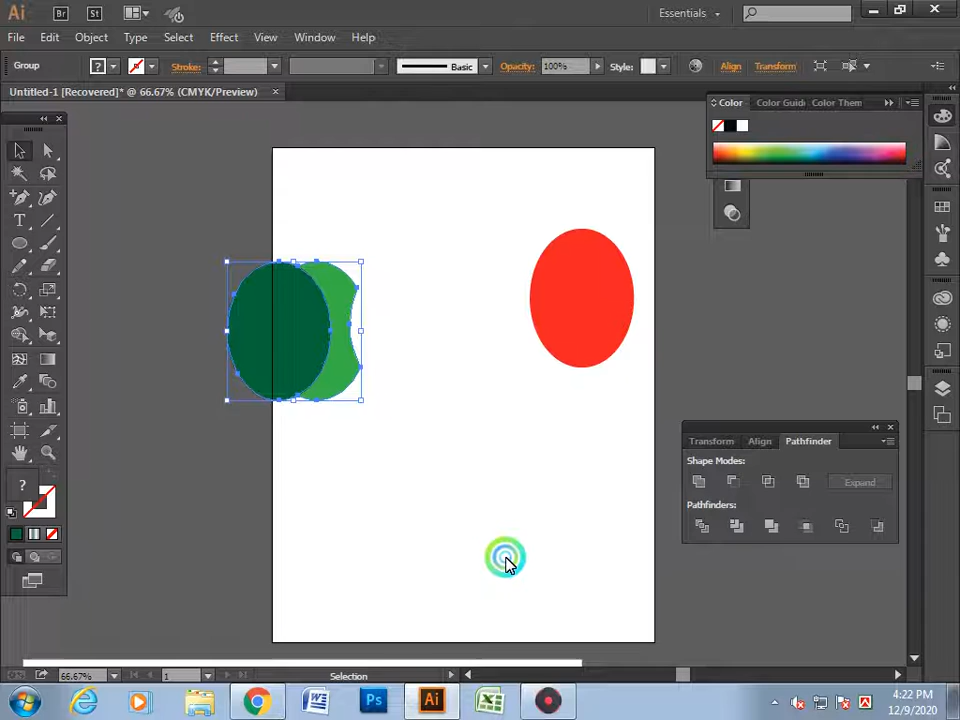 Ai Br St Essentials
File Edit Object Type Select Effect View Window Help
Group Stroke: Basic Opacity: 100% Style: Align Transform
Untitled-1 [Recovered]* @ 66.67% (CMYK/Preview)
Color Color Guid Color Them
T
?
?
Transform Align Pathfinder
Shape Modes:
Expand
Pathfinders:
66.67% 1 Selection
W Ps Ai X
4:22 PM
12/9/2020